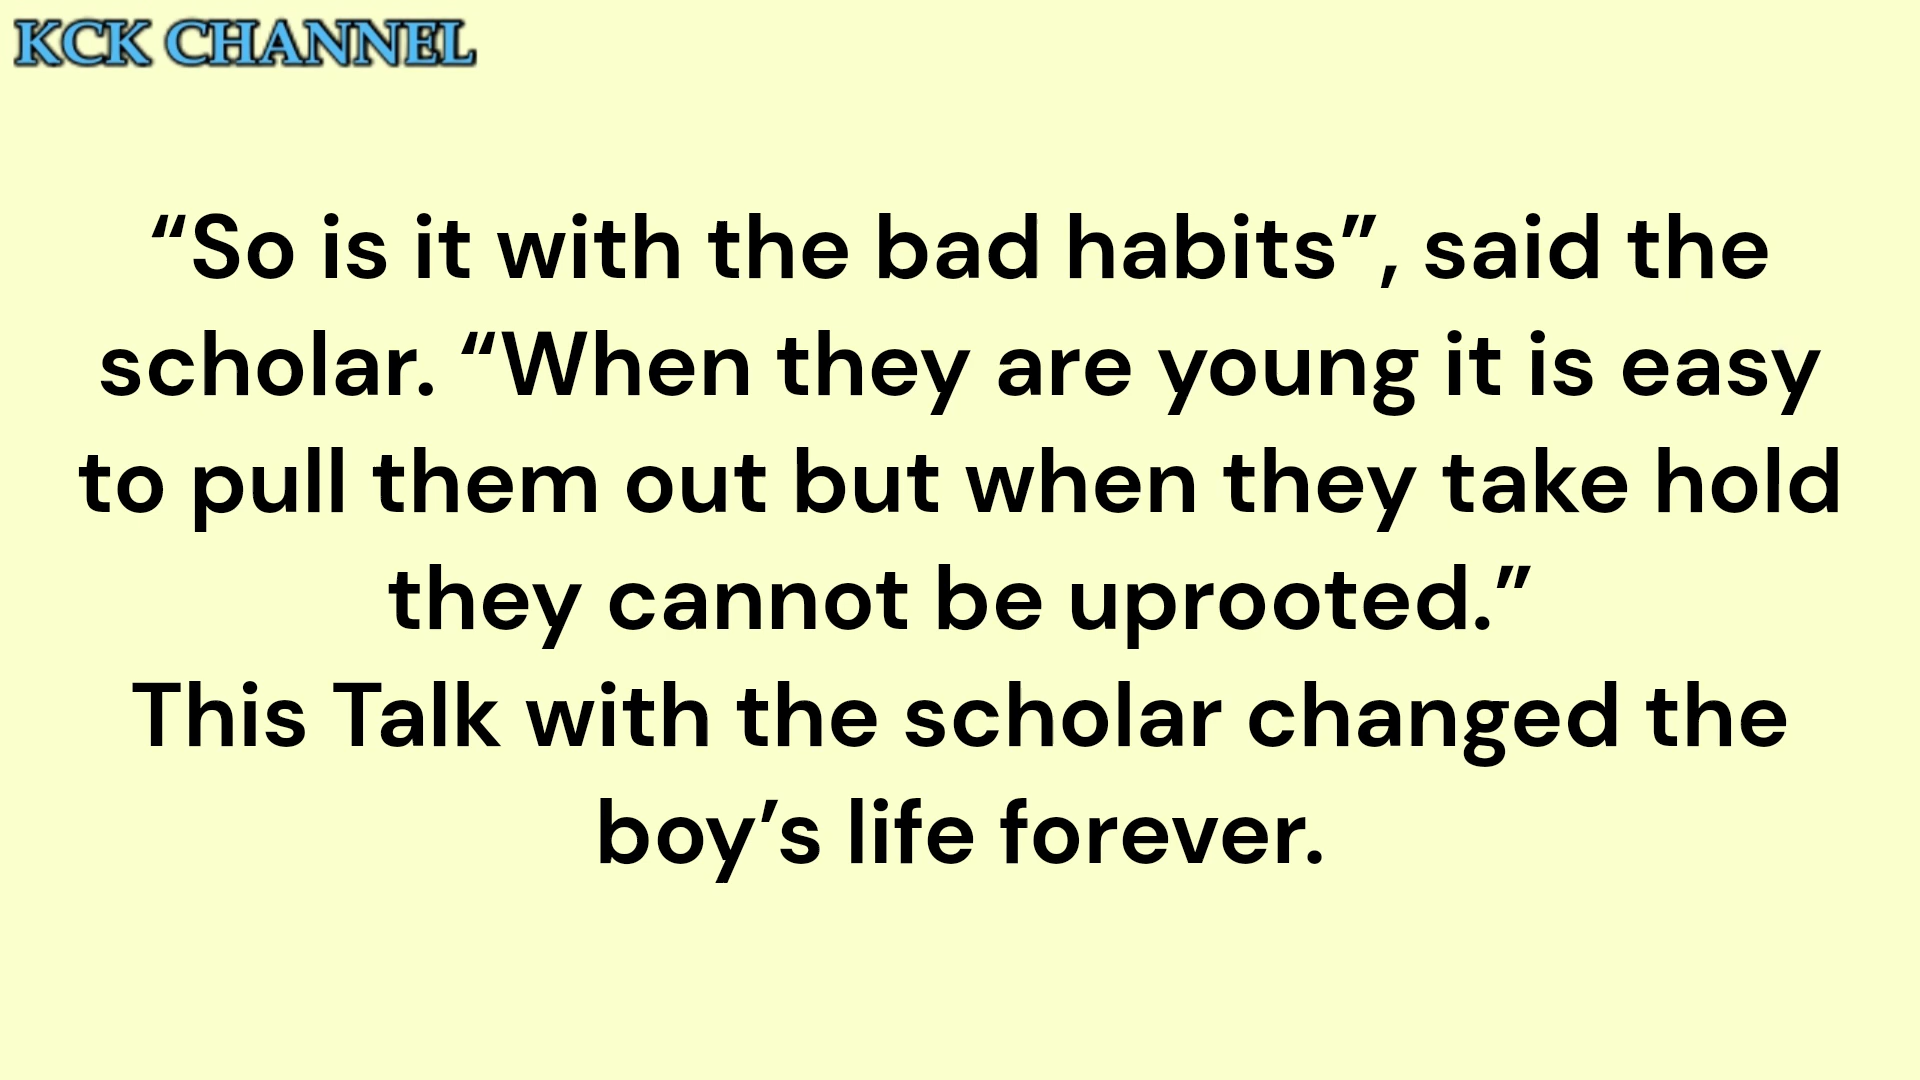 KCK CHANNEL
“So is it with the bad habits”, said the
scholar. “When they are young it is easy
to pull them out but when they take hold
they cannot be uprooted.”
This Talk with the scholar changed the
boy’s life forever.